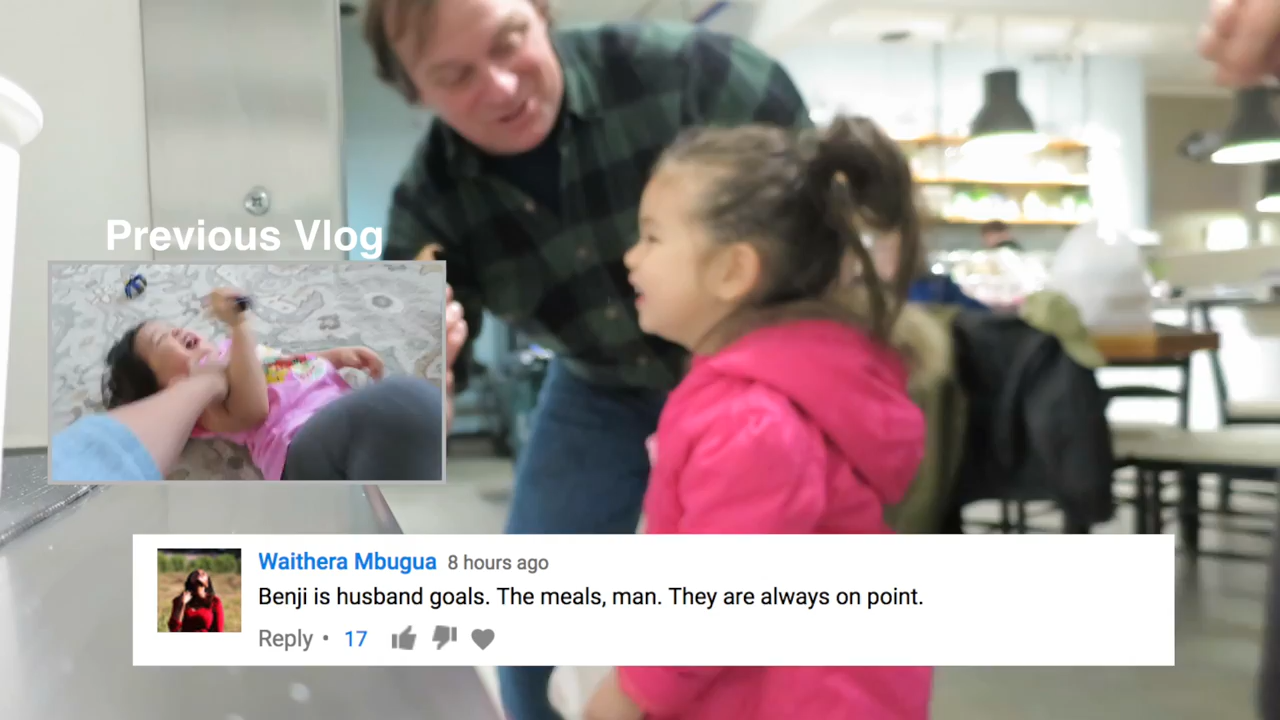 Previous Vlog
Waithera Mbugua 8 hours ago
Benji is husband goals. The meals, man. They are always on point.
Reply • 17